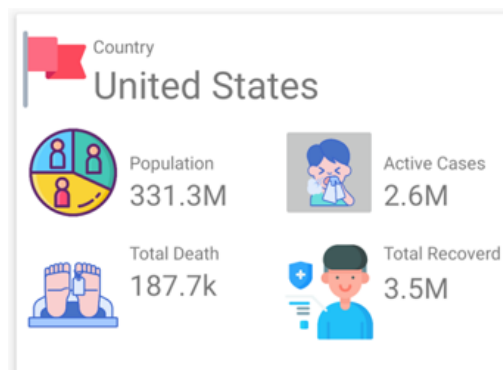 Country
United States
Population
331.3M
Active Cases
2.6M
Total Death
187.7k
Total Recoverd
3.5M